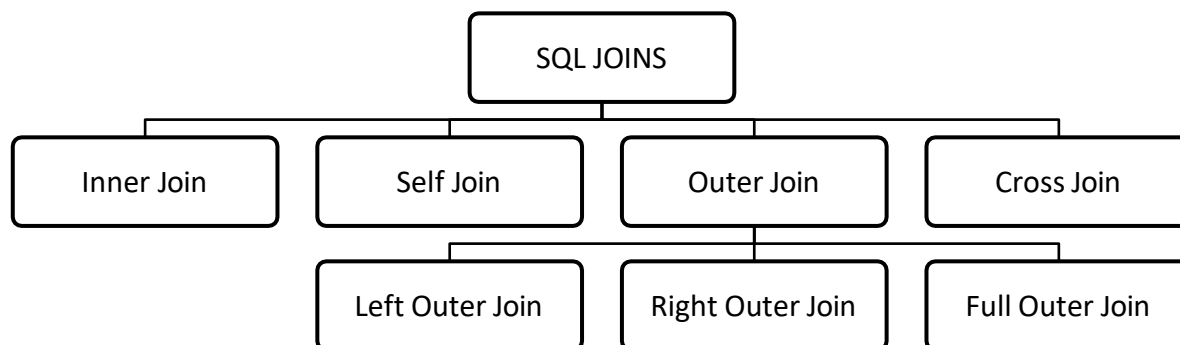 SQL JOINS
Inner Join
Self Join
Outer Join
Cross Join
Left Outer Join
Right Outer Join
Full Outer Join